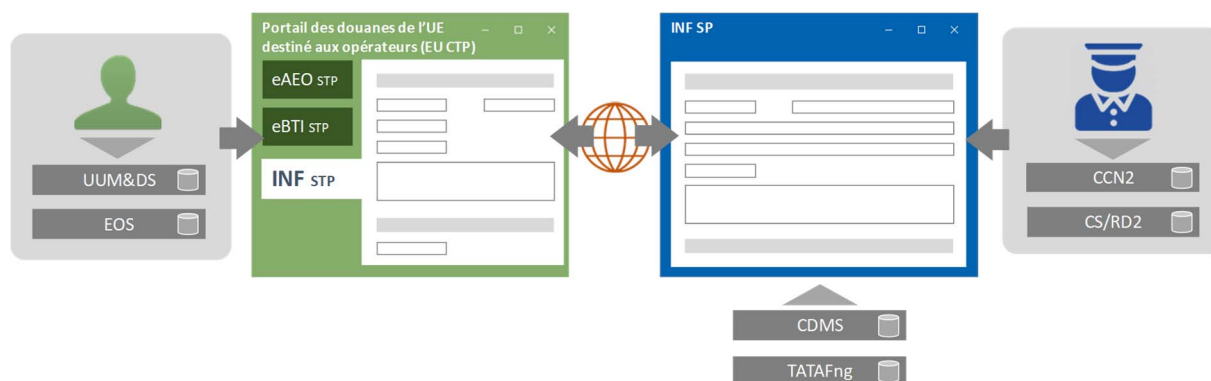 Portail des douanes de l’UE
destiné aux opérateurs (EU CTP)
eAEO STP
eBTI STP
INF STP
UUM&DS
EOS
INF SP
CCN2
CS/RD2
CDMS
TATAFng